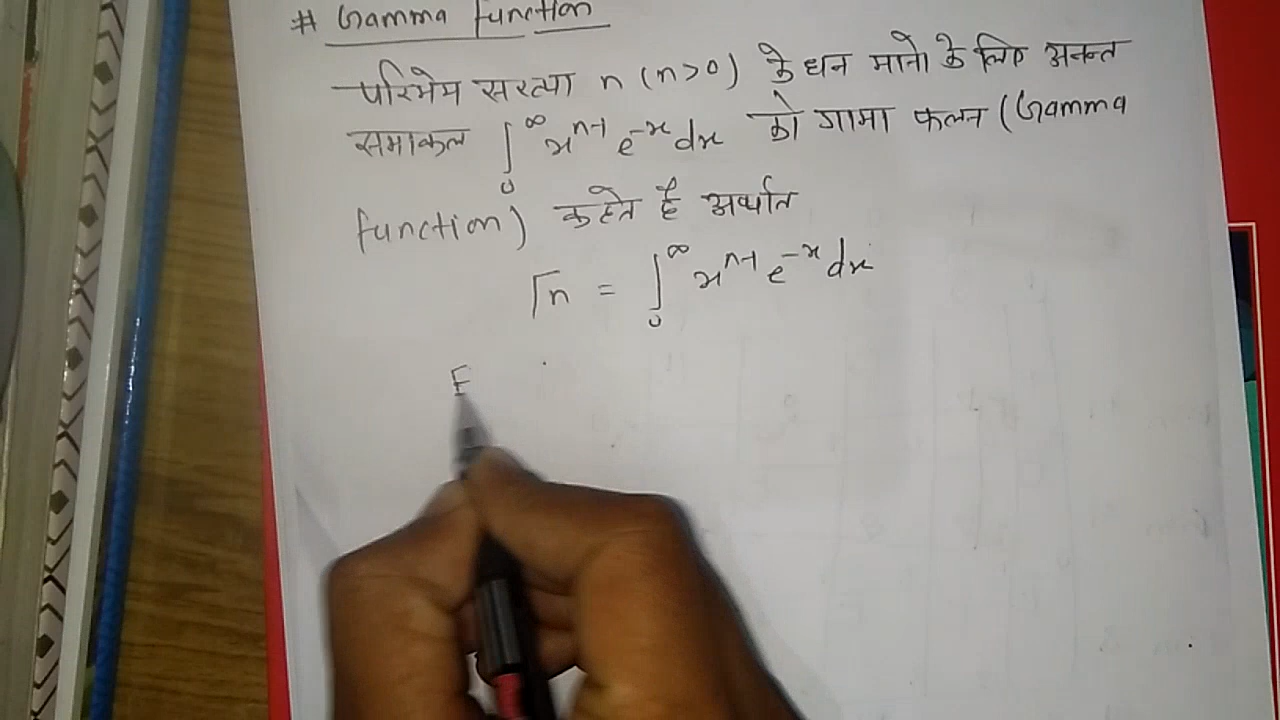 # Gamma function
परिमेय सरव्या n (n>0) के धन मानो के लिए अनन्त
समाकल ∫₀^∞ x^(n-1) e^(-x) dx को गामा फलन (Gamma
function) कहते है अर्थात
Γn = ∫₀^∞ x^(n-1) e^(-x) dx
E